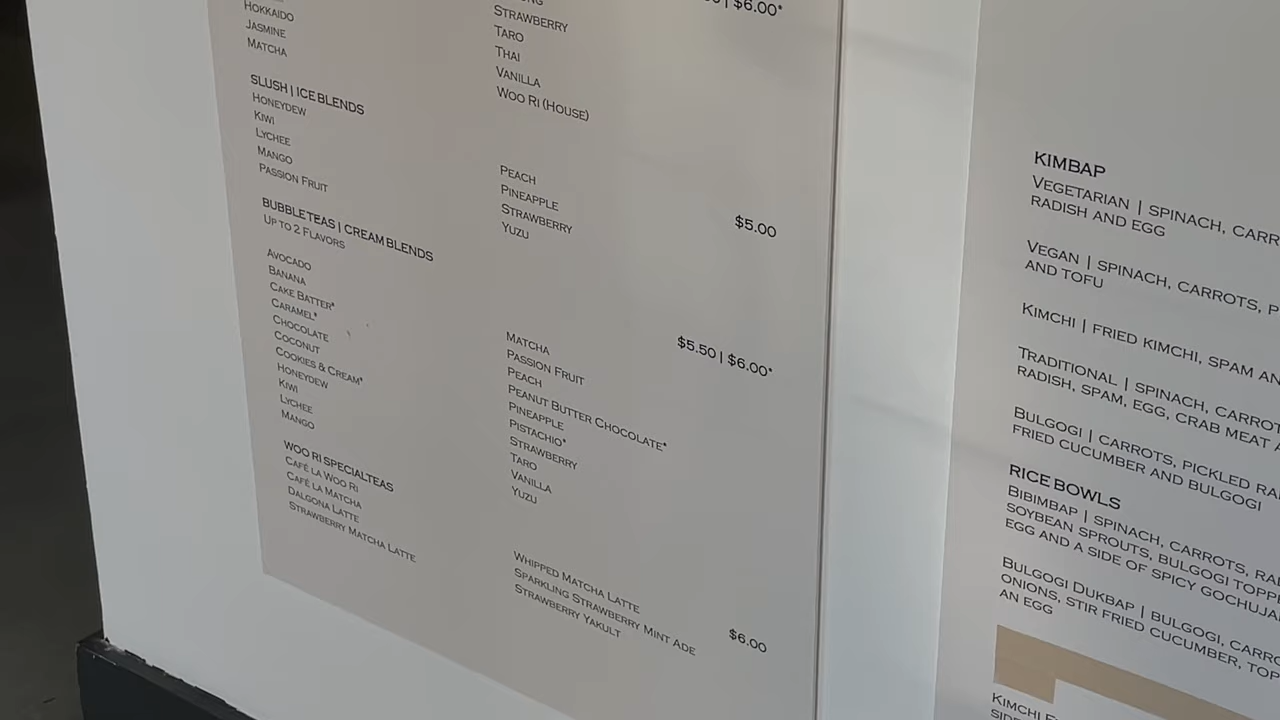 HOKKAIDO
JASMINE
MATCHA
STRAWBERRY
TARO
THAI
VANILLA
WOO RI (HOUSE)
| $6.00*
SLUSH | ICE BLENDS
HONEYDEW
KIWI
LYCHEE
MANGO
PASSION FRUIT
PEACH
PINEAPPLE
STRAWBERRY
YUZU
$5.00
BUBBLE TEAS | CREAM BLENDS
UP TO 2 FLAVORS
AVOCADO
BANANA
CAKE BATTER*
CARAMEL*
CHOCOLATE
COCONUT
COOKIES & CREAM*
HONEYDEW
KIWI
LYCHEE
MANGO
MATCHA
PASSION FRUIT
PEACH
PEANUT BUTTER CHOCOLATE*
PINEAPPLE
PISTACHIO*
STRAWBERRY
TARO
VANILLA
YUZU
$5.50 | $6.00*
WOO RI SPECIALTEAS
CAFÉ LA WOO RI
CAFÉ LA MATCHA
DALGONA LATTE
STRAWBERRY MATCHA LATTE
WHIPPED MATCHA LATTE
SPARKLING STRAWBERRY MINT ADE
STRAWBERRY YAKULT
$6.00
KIMBAP
VEGETARIAN | SPINACH, CARR
RADISH AND EGG
VEGAN | SPINACH, CARROTS, P
AND TOFU
KIMCHI | FRIED KIMCHI, SPAM AN
TRADITIONAL | SPINACH, CARROT
RADISH, SPAM, EGG, CRAB MEAT A
BULGOGI | CARROTS, PICKLED RA
FRIED CUCUMBER AND BULGOGI
RICE BOWLS
BIBIMBAP | SPINACH, CARROTS, RA
SOYBEAN SPROUTS, BULGOGI TOPP
EGG AND A SIDE OF SPICY GOCHUJA
BULGOGI DUKBAP | BULGOGI, CARRO
ONIONS, STIR FRIED CUCUMBER, TOP
AN EGG
KIMCHI F
SIDE